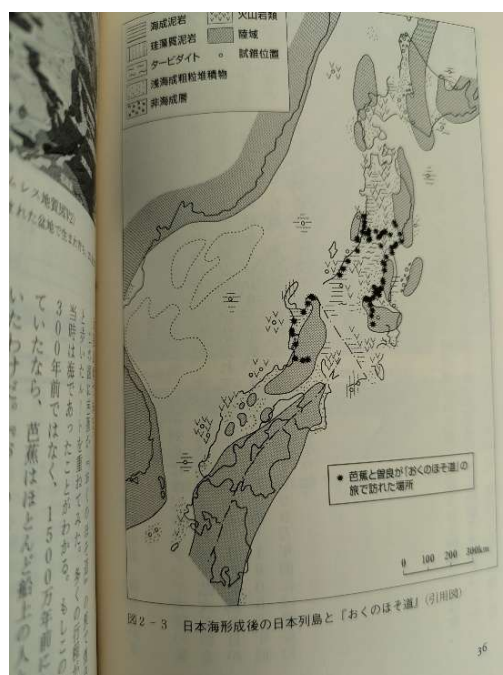 海成泥岩
珪藻質泥岩
タービダイト
浅海成粗粒堆積物
非海成層
火山岩類
陸域
試錐位置
芭蕉と曽良が『おくのほそ道』の
旅で訪れた場所
0 100 200 300km
図2-3 日本海形成後の日本列島と『おくのほそ道』(引用図)
36
当時は海であったことがわかる。もしこの
300年前ではなく、1500万年前に
ていたなら、芭蕉はほとんど船上の人と